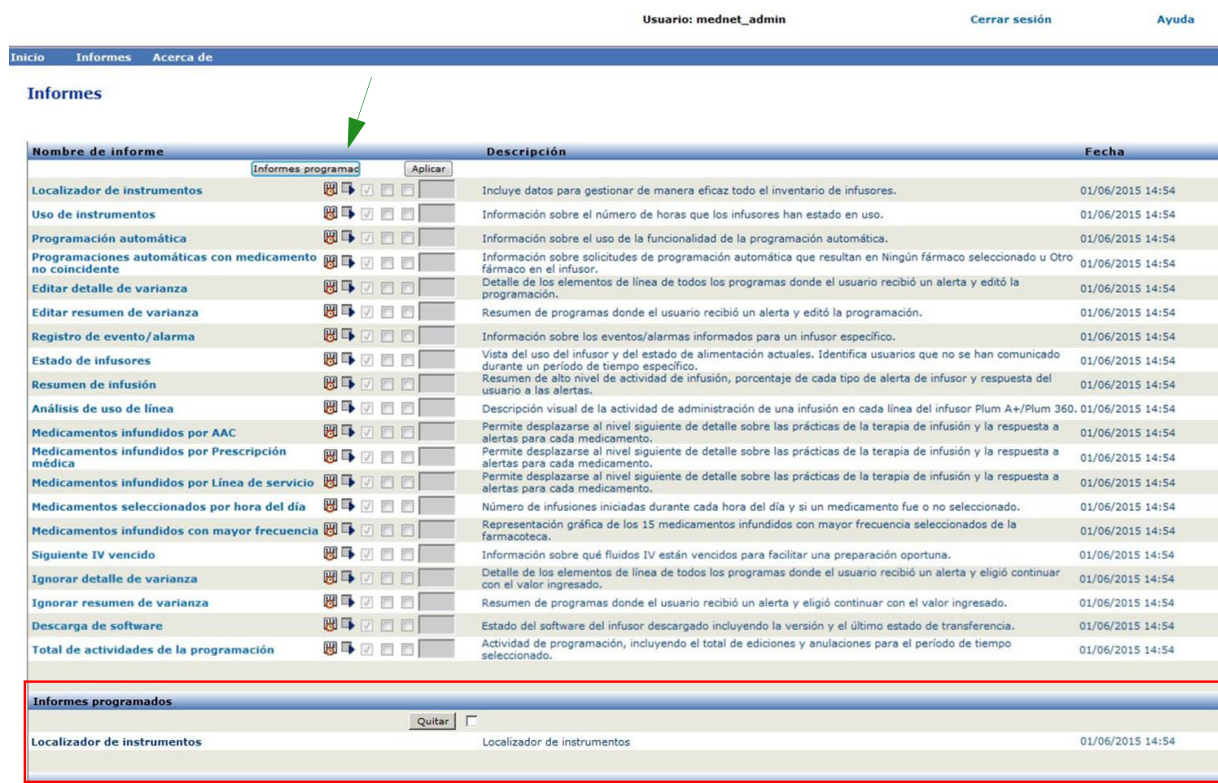 Usuario: mednet_admin Cerrar sesión Ayuda
Inicio Informes Acerca de
Informes
Nombre de informe Descripción Fecha
Informes programac Aplicar
Localizador de instrumentos Incluye datos para gestionar de manera eficaz todo el inventario de infusores. 01/06/2015 14:54
Uso de instrumentos Información sobre el número de horas que los infusores han estado en uso. 01/06/2015 14:54
Programación automática Información sobre el uso de la funcionalidad de la programación automática. 01/06/2015 14:54
Programaciones automáticas con medicamento Información sobre solicitudes de programación automática que resultan en Ningún fármaco seleccionado u Otro 01/06/2015 14:54
no coincidente fármaco en el infusor.
Editar detalle de varianza Detalle de los elementos de línea de todos los programas donde el usuario recibió un alerta y editó la 01/06/2015 14:54
programación.
Editar resumen de varianza Resumen de programas donde el usuario recibió un alerta y editó la programación. 01/06/2015 14:54
Registro de evento/alarma Información sobre los eventos/alarmas informados para un infusor específico. 01/06/2015 14:54
Estado de infusores Vista del uso del infusor y del estado de alimentación actuales. Identifica usuarios que no se han comunicado 01/06/2015 14:54
durante un período de tiempo específico.
Resumen de infusión Resumen de alto nivel de actividad de infusión, porcentaje de cada tipo de alerta de infusor y respuesta del 01/06/2015 14:54
usuario a las alertas.
Análisis de uso de línea Descripción visual de la actividad de administración de una infusión en cada línea del infusor Plum A+/Plum 360. 01/06/2015 14:54
Medicamentos infundidos por AAC Permite desplazarse al nivel siguiente de detalle sobre las prácticas de la terapia de infusión y la respuesta a 01/06/2015 14:54
alertas para cada medicamento.
Medicamentos infundidos por Prescripción Permite desplazarse al nivel siguiente de detalle sobre las prácticas de la terapia de infusión y la respuesta a 01/06/2015 14:54
médica alertas para cada medicamento.
Medicamentos infundidos por Línea de servicio Permite desplazarse al nivel siguiente de detalle sobre las prácticas de la terapia de infusión y la respuesta a 01/06/2015 14:54
alertas para cada medicamento.
Medicamentos seleccionados por hora del día Número de infusiones iniciadas durante cada hora del día y si un medicamento fue o no seleccionado. 01/06/2015 14:54
Medicamentos infundidos con mayor frecuencia Representación gráfica de los 15 medicamentos infundidos con mayor frecuencia seleccionados de la 01/06/2015 14:54
farmacoteca.
Siguiente IV vencido Información sobre qué fluidos IV están vencidos para facilitar una preparación oportuna. 01/06/2015 14:54
Ignorar detalle de varianza Detalle de los elementos de línea de todos los programas donde el usuario recibió un alerta y eligió continuar 01/06/2015 14:54
con el valor ingresado.
Ignorar resumen de varianza Resumen de programas donde el usuario recibió un alerta y eligió continuar con el valor ingresado. 01/06/2015 14:54
Descarga de software Estado del software del infusor descargado incluyendo la versión y el último estado de transferencia. 01/06/2015 14:54
Total de actividades de la programación Actividad de programación, incluyendo el total de ediciones y anulaciones para el período de tiempo 01/06/2015 14:54
seleccionado.
Informes programados
Quitar
Localizador de instrumentos Localizador de instrumentos 01/06/2015 14:54